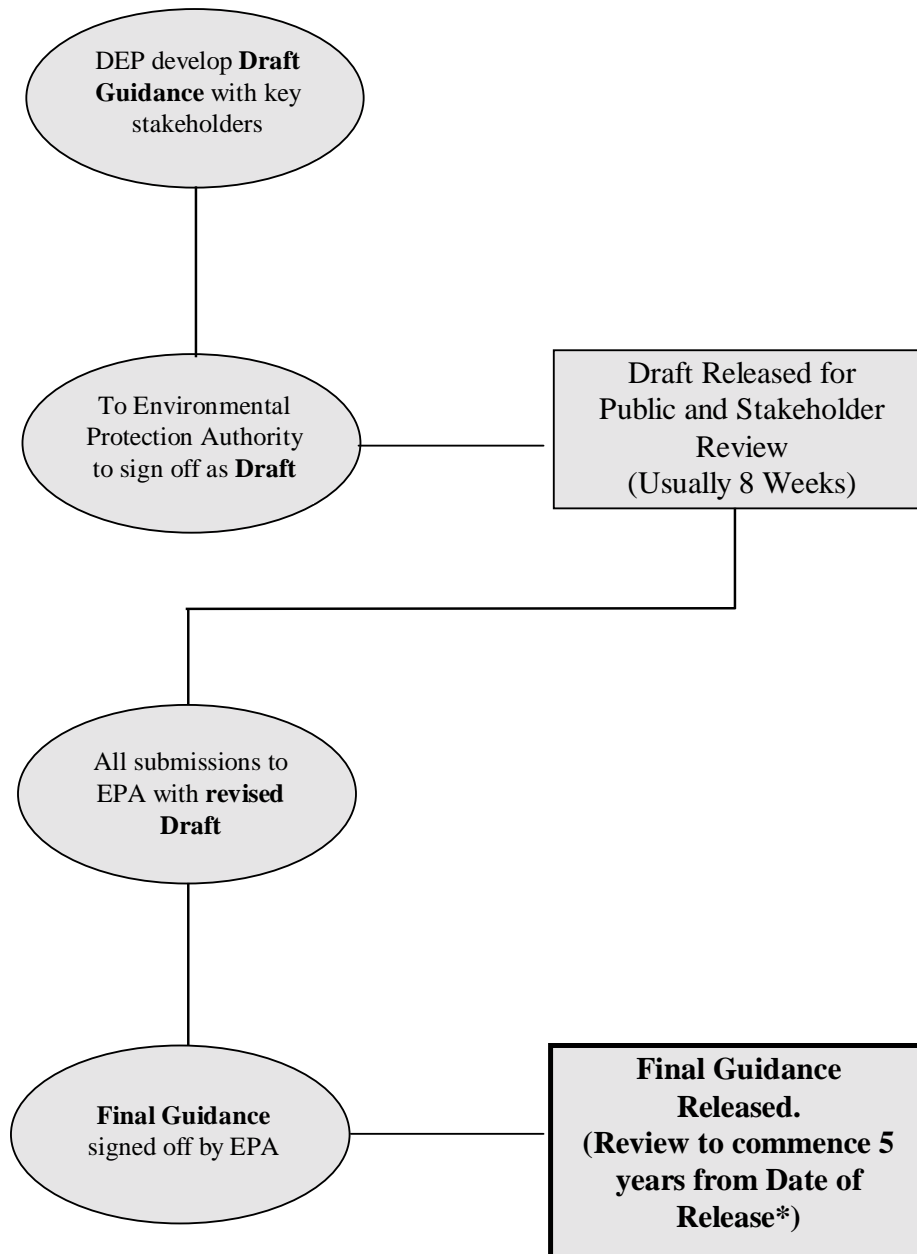 DEP develop Draft
Guidance with key
stakeholders
To Environmental
Protection Authority
to sign off as Draft
Draft Released for
Public and Stakeholder
Review
(Usually 8 Weeks)
All submissions to
EPA with revised
Draft
Final Guidance
signed off by EPA
Final Guidance
Released.
(Review to commence 5
years from Date of
Release*)